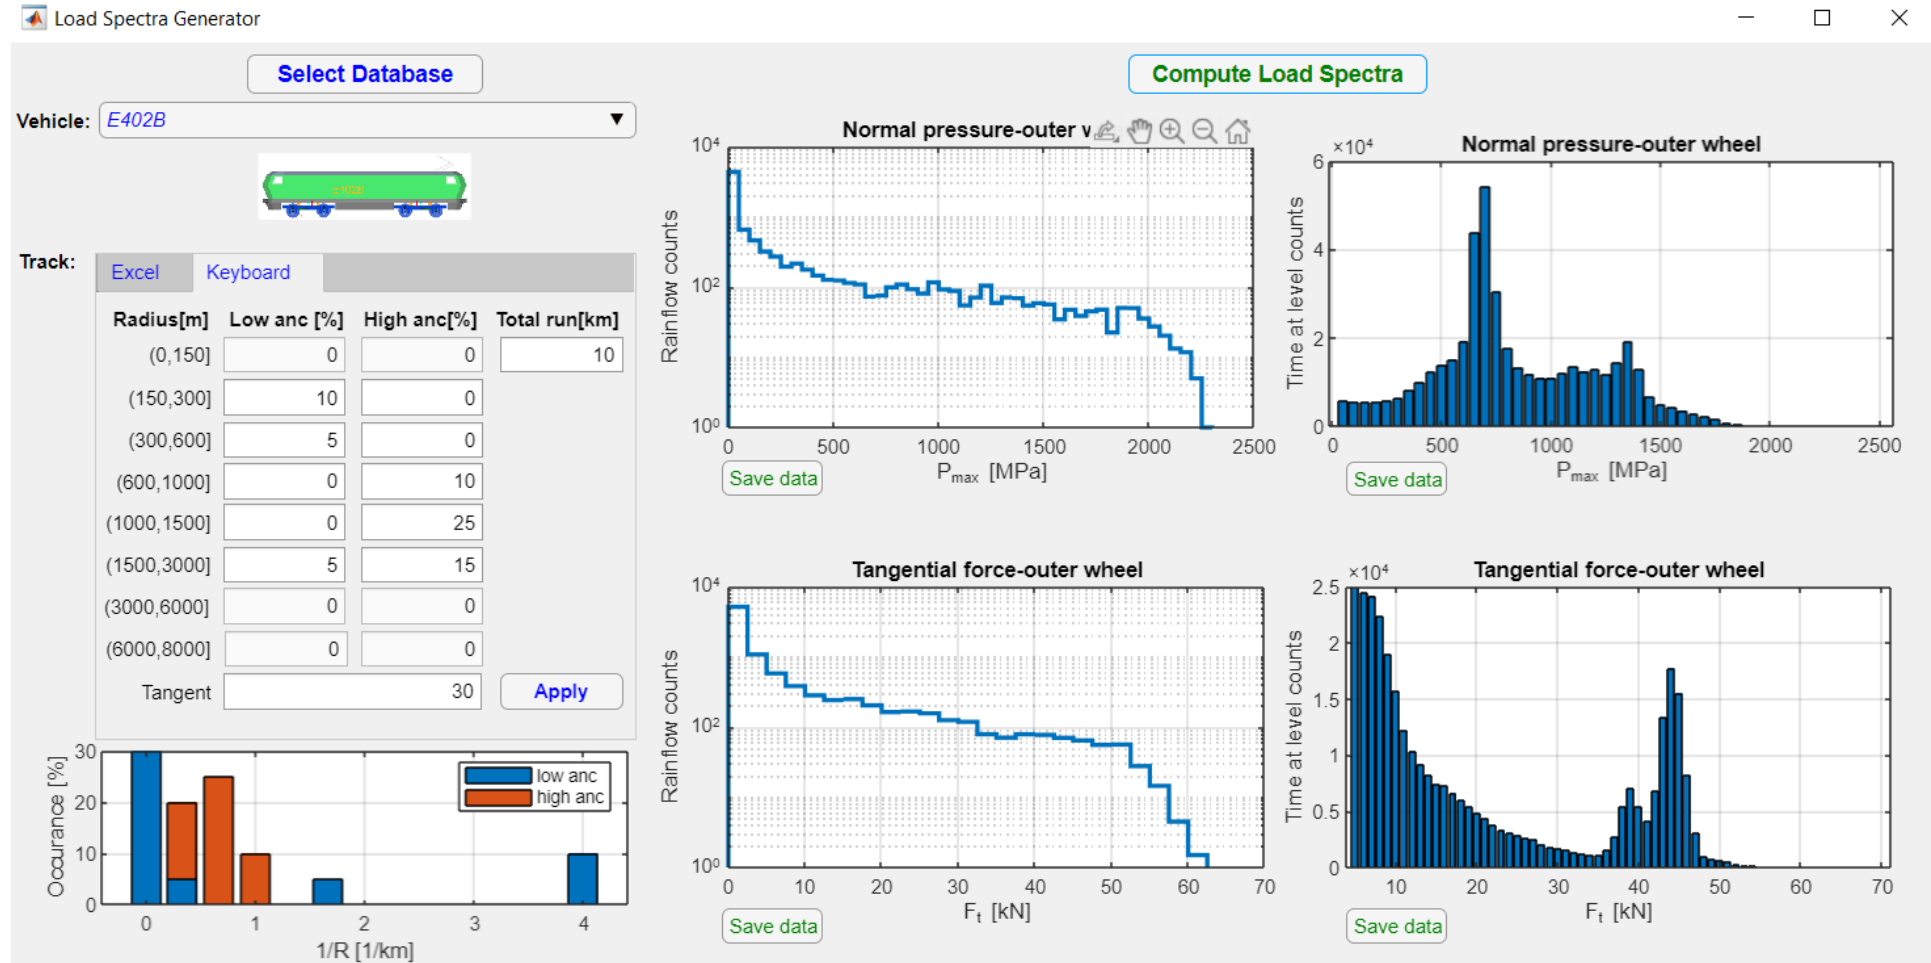 Load Spectra Generator
Select Database
Compute Load Spectra
Vehicle:
E402B
E402B
Track:
Excel
Keyboard
Radius[m] Low anc [%] High anc[%] Total run[km]
(0,150] 0 0 10
(150,300] 10 0
(300,600] 5 0
(600,1000] 0 10
(1000,1500] 0 25
(1500,3000] 5 15
(3000,6000] 0 0
(6000,8000] 0 0
Tangent 30 Apply
Occurance [%]
30
20
10
0
low anc
high anc
0 1 2 3 4
1/R [1/km]
Normal pressure-outer w
Rainflow counts
10⁴
10²
10⁰
0 500 1000 1500 2000 2500
Pmax [MPa]
Save data
Normal pressure-outer wheel
×10⁴
Time at level counts
6
4
2
0
0 500 1000 1500 2000 2500
Pmax [MPa]
Save data
Tangential force-outer wheel
Rainflow counts
10⁴
10²
10⁰
0 10 20 30 40 50 60 70
Ft [kN]
Save data
Tangential force-outer wheel
×10⁴
Time at level counts
2.5
2
1.5
1
0.5
0
10 20 30 40 50 60 70
Ft [kN]
Save data